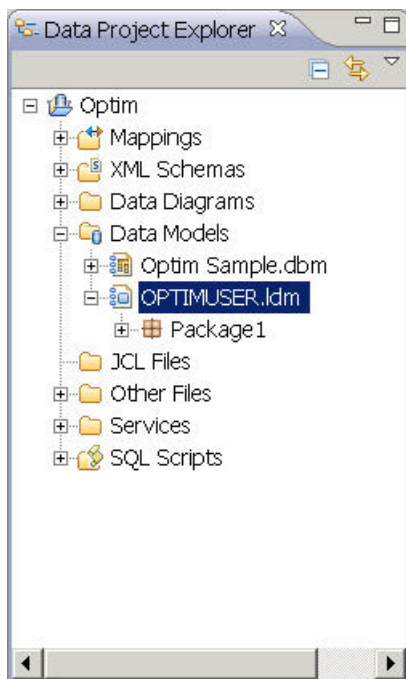 Data Project Explorer
Optim
Mappings
XML Schemas
Data Diagrams
Data Models
Optim Sample.dbm
OPTIMUSER.ldm
Package1
JCL Files
Other Files
Services
SQL Scripts